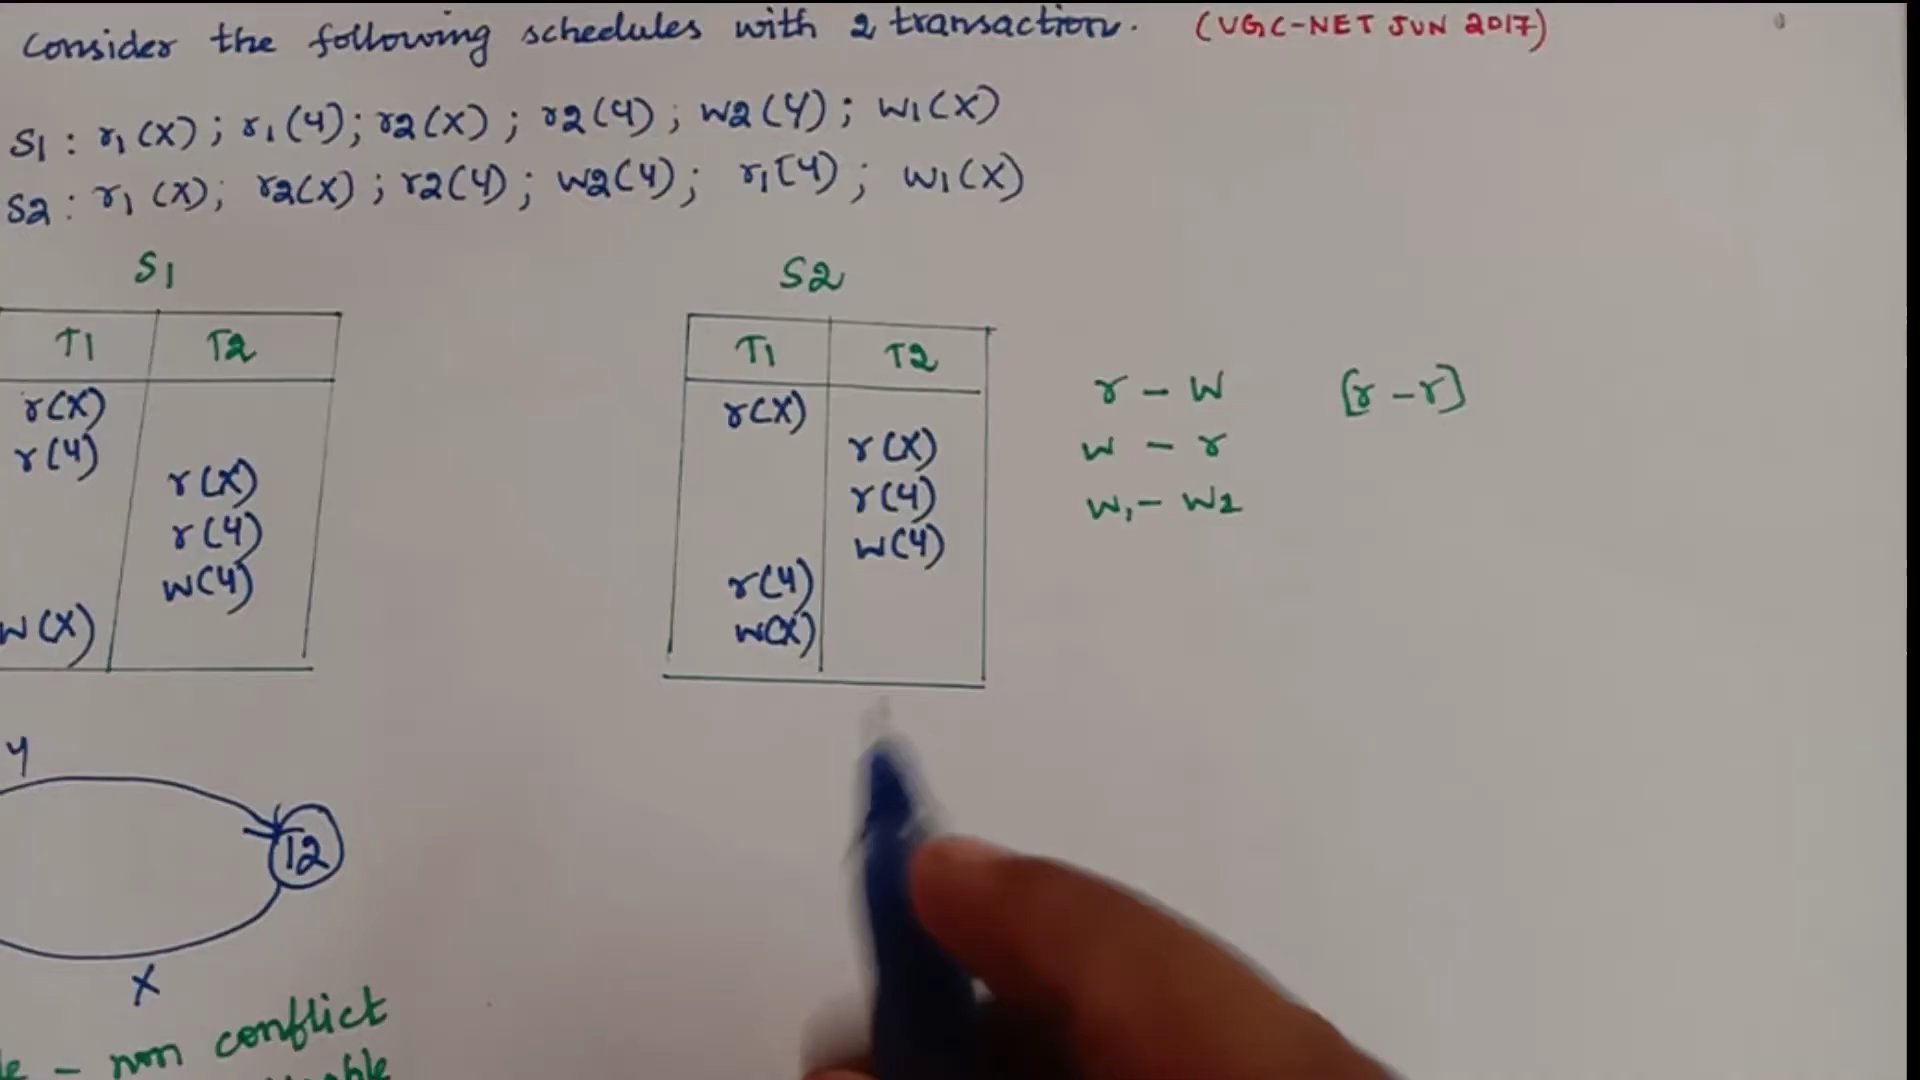 Consider the following schedules with 2 transaction. (UGC-NET JUN 2017)
S1 : r1(X); r1(Y); r2(X); r2(Y); W2(Y); W1(X)
S2 : r1(X); r2(X); r2(Y); W2(Y); r1[Y); W1(X)
S1
T1 T2
r(X)
r(Y)
r(X)
r(Y)
W(Y)
W(X)
S2
T1 T2
r(X)
r(X)
r(Y)
W(Y)
r(Y)
W(X)
r - W [r - r]
W - r
W1 - W2
Y
T2
X
- non conflict